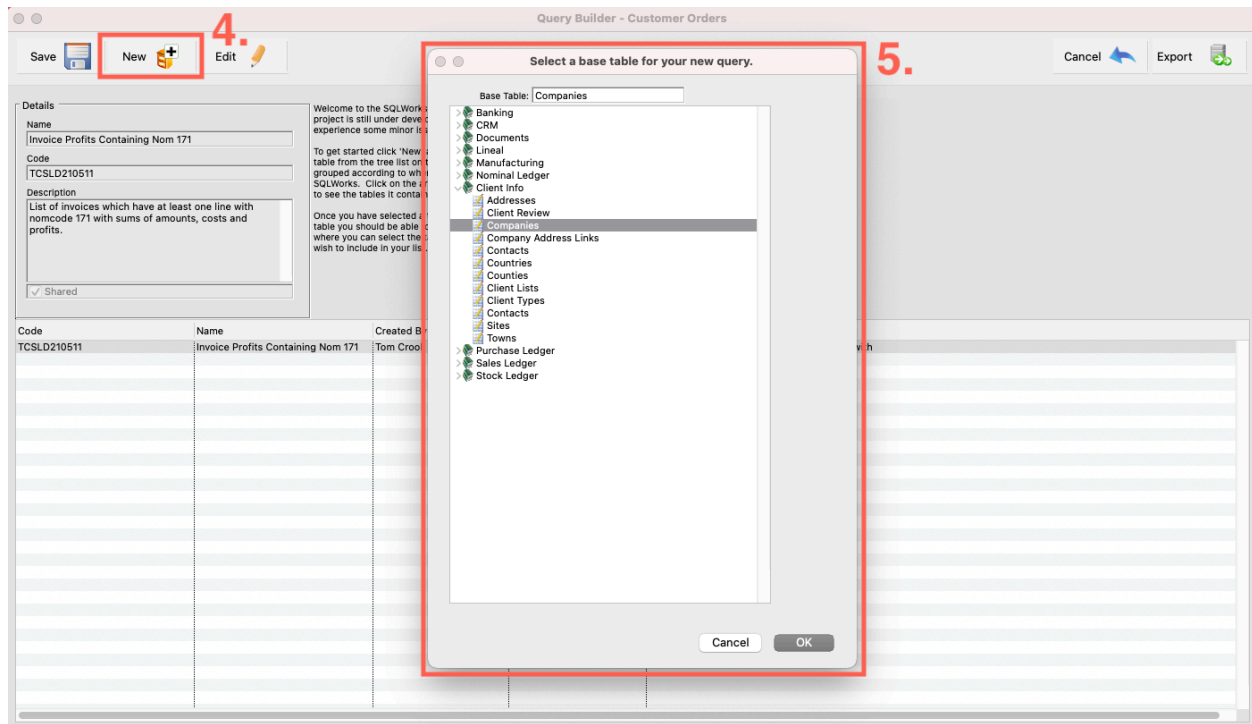 Query Builder - Customer Orders
4.
Save
New
Edit
Cancel
Export
5.
Details
Name
Invoice Profits Containing Nom 171
Code
TCSLD210511
Description
List of invoices which have at least one line with
nomcode 171 with sums of amounts, costs and
profits.
Shared
Welcome to the SQLWork
project is still under
experience some minor
To get started click 'New
table from the tree list on
grouped according to
SQLWorks. Click on the
to see the tables it
Once you have selected a
table you should be able
where you can select the
wish to include in your
Select a base table for your new query.
Base Table: Companies
Banking
CRM
Documents
Lineal
Manufacturing
Nominal Ledger
Client Info
Addresses
Client Review
Companies
Company Address Links
Contacts
Countries
Counties
Client Lists
Client Types
Contacts
Sites
Towns
Purchase Ledger
Sales Ledger
Stock Ledger
Cancel
OK
Code Name Created B
TCSLD210511 Invoice Profits Containing Nom 171 Tom Croo